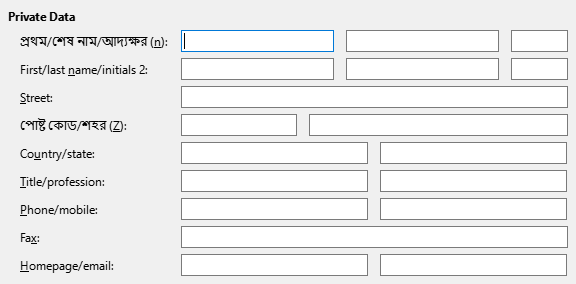 Private Data
প্রথম/শেষ নাম/আদ্যক্ষর (n):
First/last name/initials 2:
Street:
পোষ্ট কোড/শহর (Z):
Country/state:
Title/profession:
Phone/mobile:
Fax:
Homepage/email: